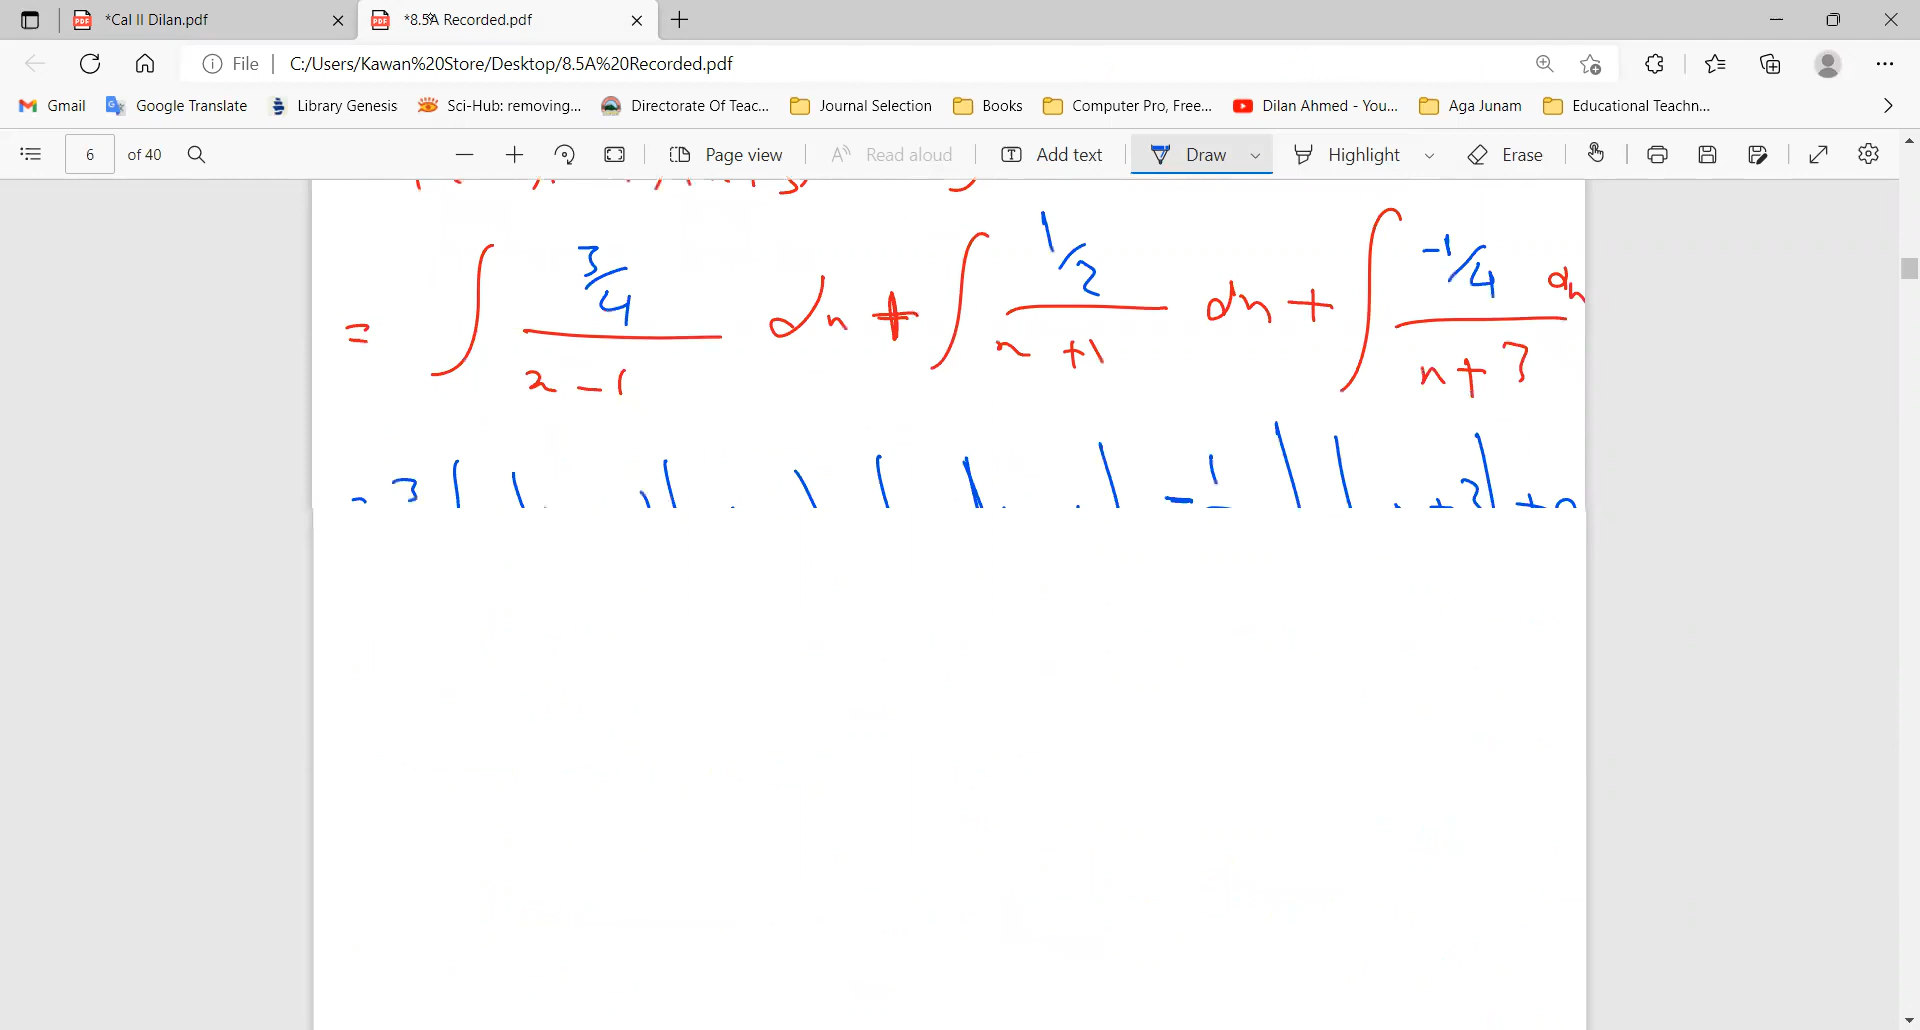 *Cal II Dilan.pdf
*8.5A Recorded.pdf
File C:/Users/Kawan%20Store/Desktop/8.5A%20Recorded.pdf
Gmail Google Translate Library Genesis Sci-Hub: removing... Directorate Of Teac... Journal Selection Books Computer Pro, Free... Dilan Ahmed - You... Aga Junam Educational Teachn...
6 of 40 Page view Read aloud Add text Draw Highlight Erase
= ∫ 3/4 / x - 1 dx + ∫ 1/2 / x + 1 dx + ∫ -1/4 / x + 3 dx